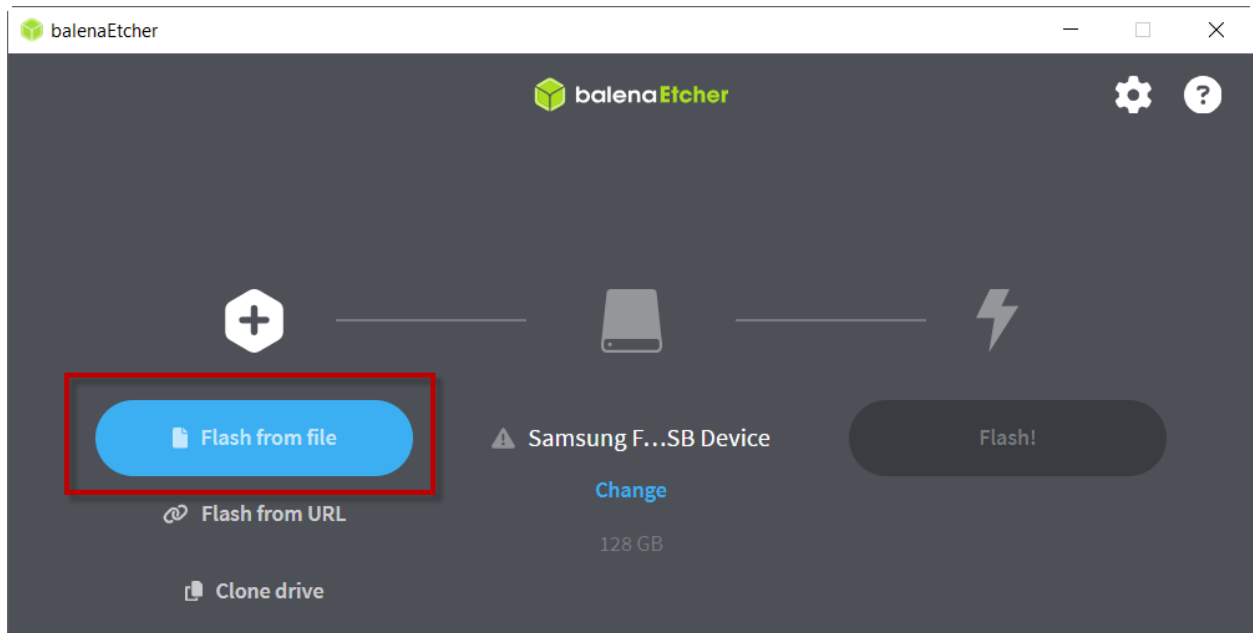 balenaEtcher
balenaEtcher
?
Flash from file
Samsung F...SB Device
Flash!
Change
Flash from URL
128 GB
Clone drive